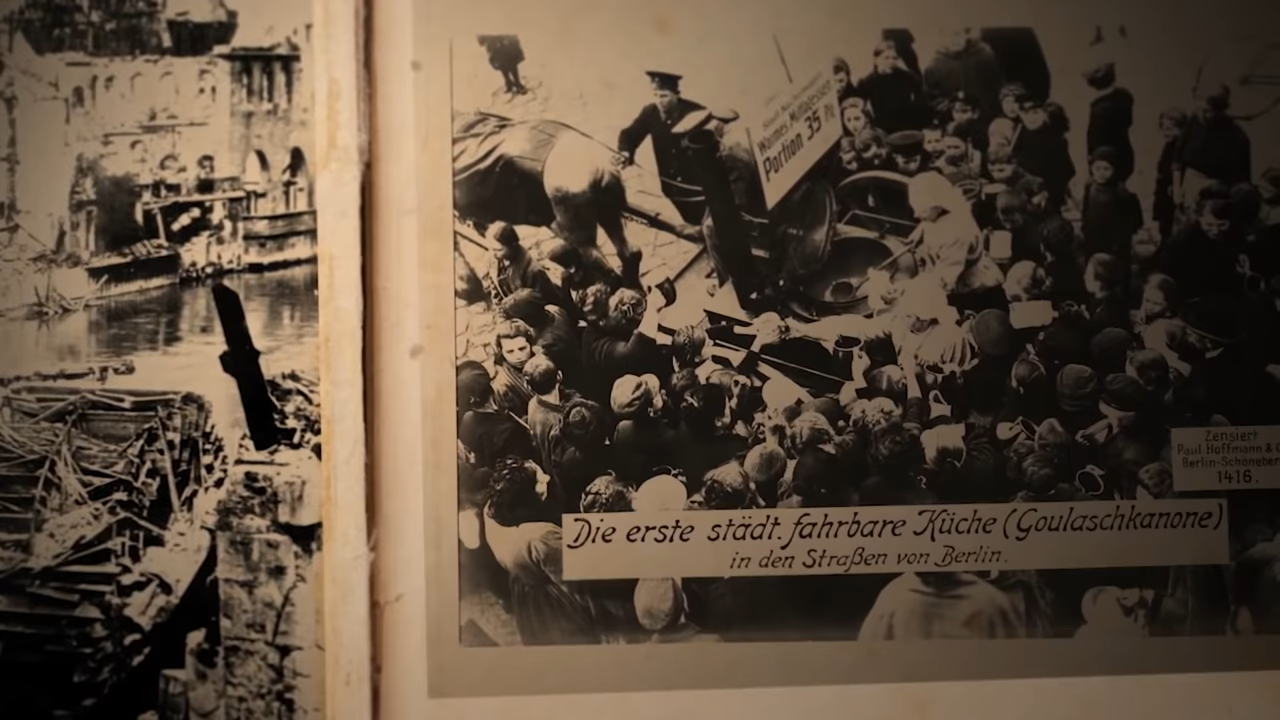 Warmes Mittagessen
Portion 35 Pf.
Zensiert
Paul Hoffmann &
Berlin-Schöneber
1416.
Die erste städt. fahrbare Küche (Goulaschkanone)
in den Straßen von Berlin.